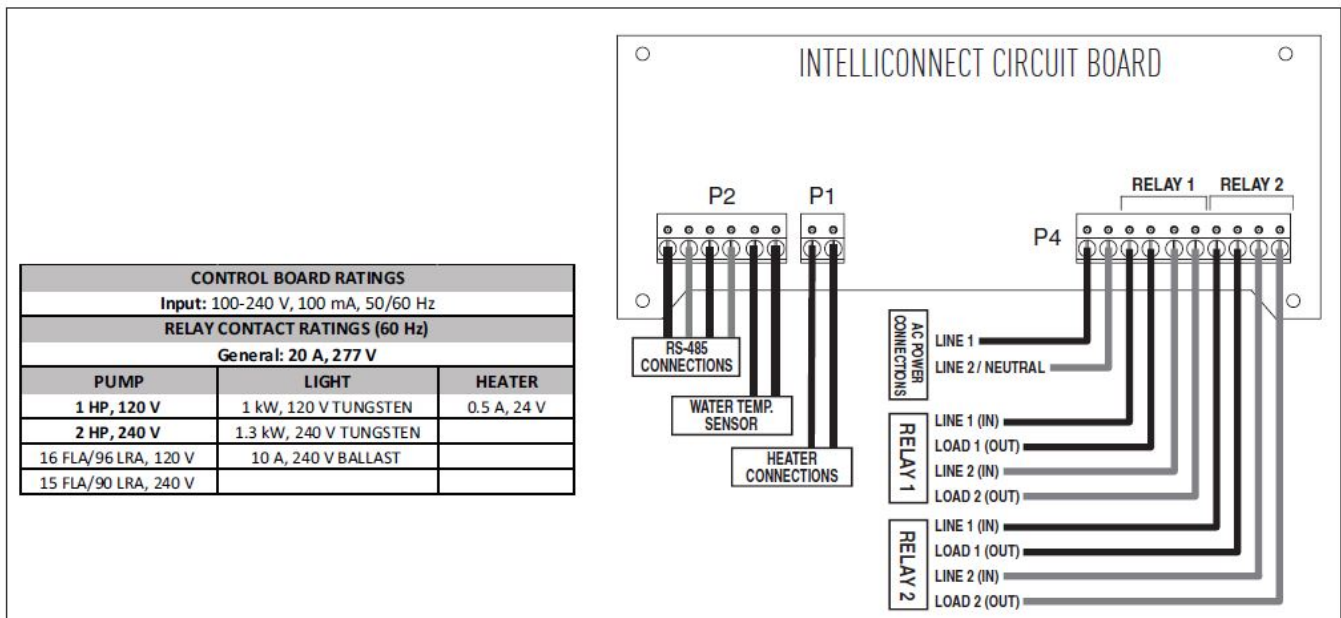 INTELLICONNECT CIRCUIT BOARD
RELAY 1 RELAY 2
P2 P1
P4
CONTROL BOARD RATINGS
Input: 100-240 V, 100 mA, 50/60 Hz
RELAY CONTACT RATINGS (60 Hz)
General: 20 A, 277 V
PUMP LIGHT HEATER
1 HP, 120 V 1 kW, 120 V TUNGSTEN 0.5 A, 24 V
2 HP, 240 V 1.3 kW, 240 V TUNGSTEN
16 FLA/96 LRA, 120 V 10 A, 240 V BALLAST
15 FLA/90 LRA, 240 V
RS-485
CONNECTIONS
WATER TEMP.
SENSOR
HEATER
CONNECTIONS
AC POWER
CONNECTIONS
LINE 1
LINE 2 / NEUTRAL
RELAY 1
LINE 1 (IN)
LOAD 1 (OUT)
LINE 2 (IN)
LOAD 2 (OUT)
RELAY 2
LINE 1 (IN)
LOAD 1 (OUT)
LINE 2 (IN)
LOAD 2 (OUT)